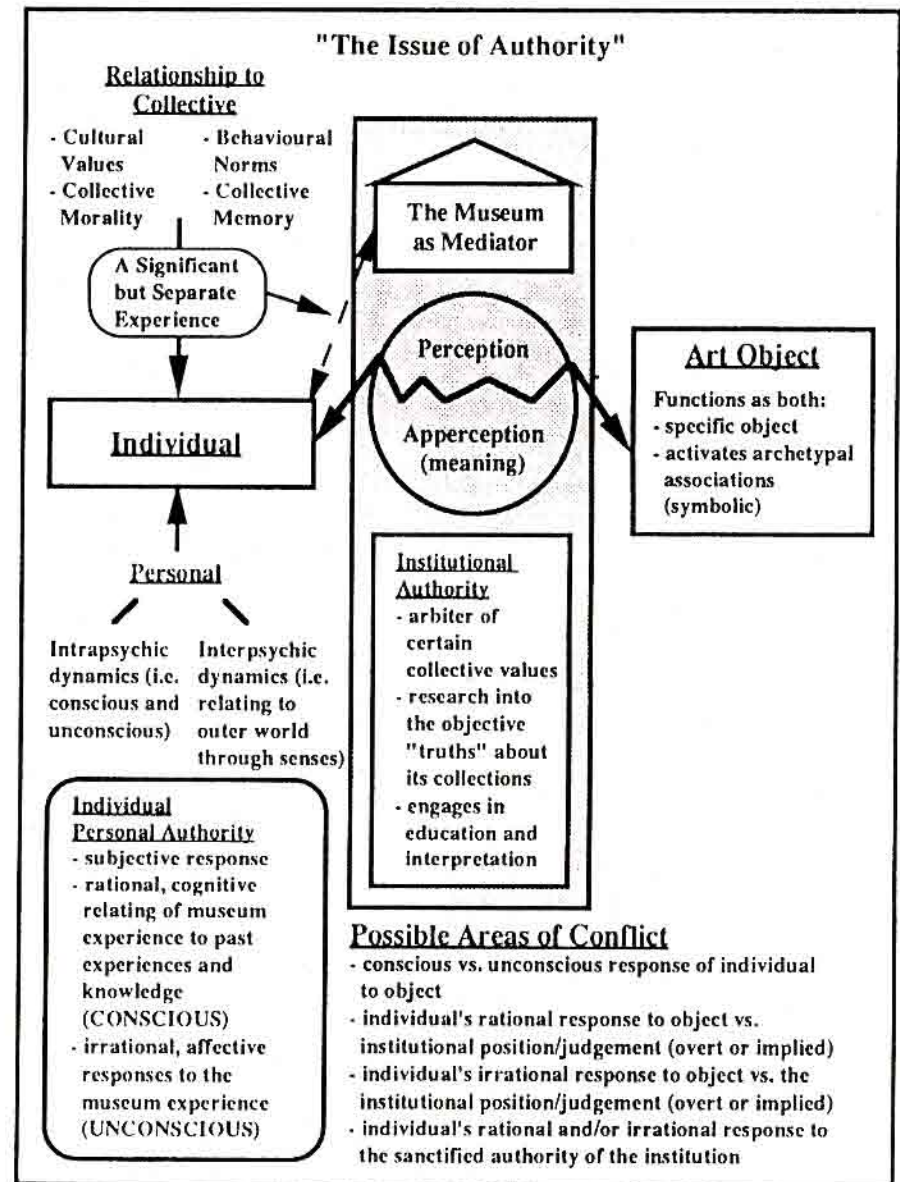 "The Issue of Authority"
Relationship to
Collective
- Cultural
Values
- Collective
Morality
- Behavioural
Norms
- Collective
Memory
A Significant
but Separate
Experience
Individual
Personal
Intrapsychic
dynamics (i.e.
conscious and
unconscious)
Interpsychic
dynamics (i.e.
relating to
outer world
through senses)
Individual
Personal Authority
- subjective response
- rational, cognitive
relating of museum
experience to past
experiences and
knowledge
(CONSCIOUS)
- irrational, affective
responses to the
museum experience
(UNCONSCIOUS)
The Museum
as Mediator
Perception
Apperception
(meaning)
Institutional
Authority
- arbiter of
certain
collective values
- research into
the objective
"truths" about
its collections
- engages in
education and
interpretation
Art Object
Functions as both:
- specific object
- activates archetypal
associations
(symbolic)
Possible Areas of Conflict
- conscious vs. unconscious response of individual
to object
- individual's rational response to object vs.
institutional position/judgement (overt or implied)
- individual's irrational response to object vs. the
institutional position/judgement (overt or implied)
- individual's rational and/or irrational response to
the sanctified authority of the institution